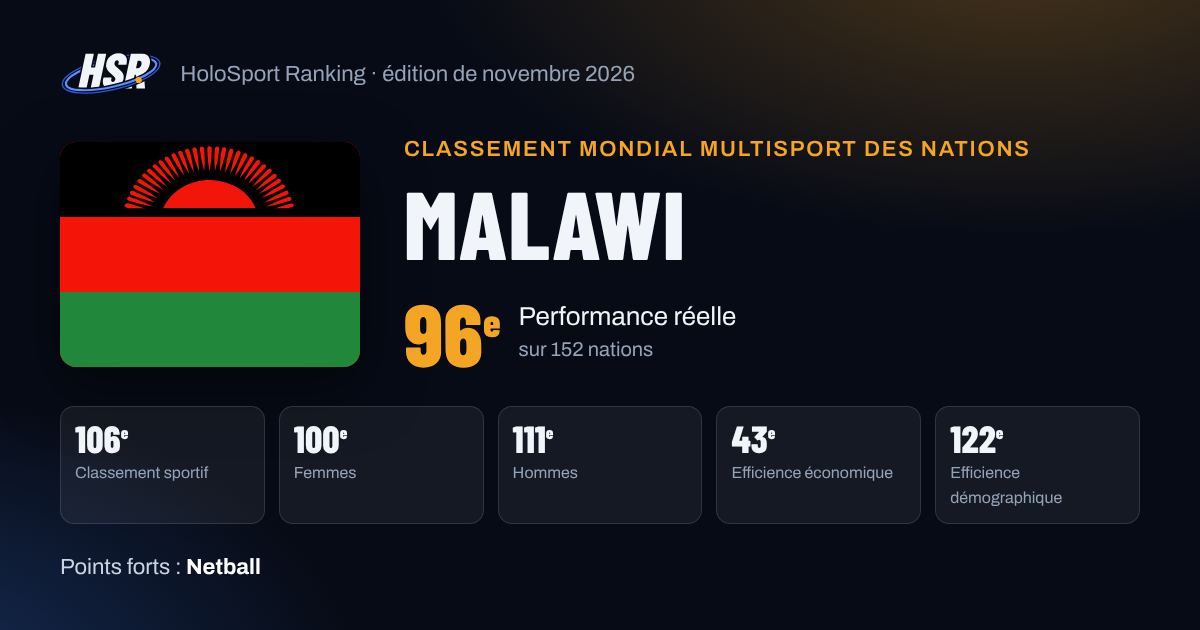 HSR
HoloSport Ranking · édition de novembre 2026
CLASSEMENT MONDIAL MULTISPORT DES NATIONS
MALAWI
96e
Performance réelle
sur 152 nations
106e
Classement sportif
100e
Femmes
111e
Hommes
43e
Efficience économique
122e
Efficience
démographique
Points forts : Netball